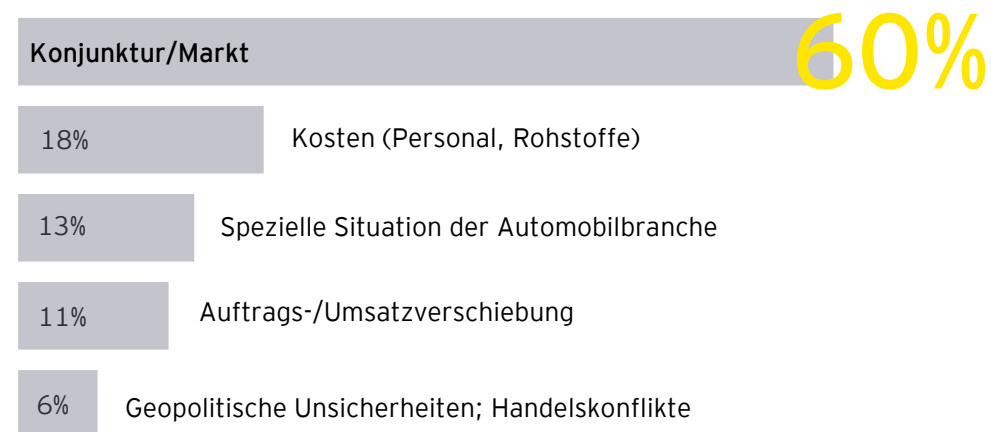 Konjunktur/Markt 60%
18% Kosten (Personal, Rohstoffe)
13% Spezielle Situation der Automobilbranche
11% Auftrags-/Umsatzverschiebung
6% Geopolitische Unsicherheiten; Handelskonflikte